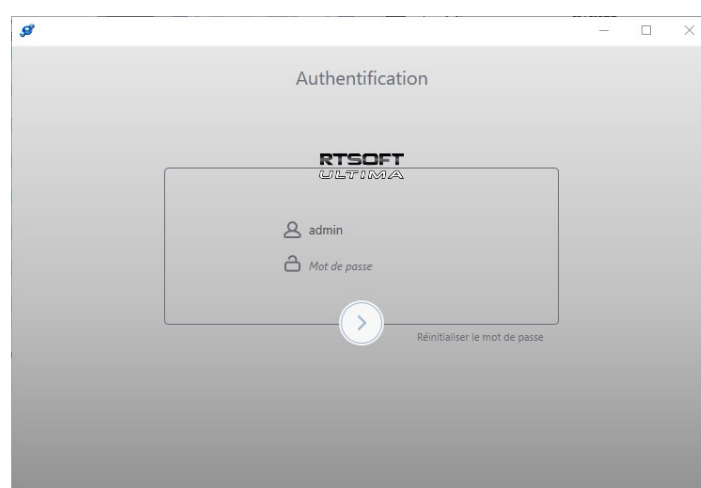 Authentification
RTSOFT
ULTIMA
admin
Mot de passe
Réinitialiser le mot de passe